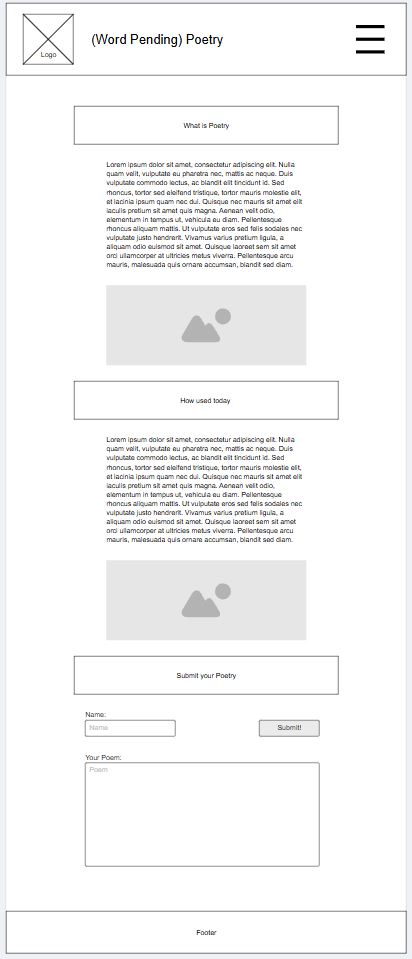 Logo
(Word Pending) Poetry
What is Poetry
Lorem ipsum dolor sit amet, consectetur adipiscing elit. Nulla
quam velit, vulputate eu pharetra nec, mattis ac neque. Duis
vulputate commodo lectus, ac blandit elit tincidunt id. Sed
rhoncus, tortor sed eleifend tristique, tortor mauris molestie elit,
et lacinia ipsum quam nec dui. Quisque nec mauris sit amet elit
iaculis pretium sit amet quis magna. Aenean velit odio,
elementum in tempus ut, vehicula eu diam. Pellentesque
rhoncus aliquam mattis. Ut vulputate eros sed felis sodales nec
vulputate justo hendrerit. Vivamus varius pretium ligula, a
aliquam odio euismod sit amet. Quisque laoreet sem sit amet
orci ullamcorper at ultricies metus viverra. Pellentesque arcu
mauris, malesuada quis ornare accumsan, blandit sed diam.
How used today
Lorem ipsum dolor sit amet, consectetur adipiscing elit. Nulla
quam velit, vulputate eu pharetra nec, mattis ac neque. Duis
vulputate commodo lectus, ac blandit elit tincidunt id. Sed
rhoncus, tortor sed eleifend tristique, tortor mauris molestie elit,
et lacinia ipsum quam nec dui. Quisque nec mauris sit amet elit
iaculis pretium sit amet quis magna. Aenean velit odio,
elementum in tempus ut, vehicula eu diam. Pellentesque
rhoncus aliquam mattis. Ut vulputate eros sed felis sodales nec
vulputate justo hendrerit. Vivamus varius pretium ligula, a
aliquam odio euismod sit amet. Quisque laoreet sem sit amet
orci ullamcorper at ultricies metus viverra. Pellentesque arcu
mauris, malesuada quis ornare accumsan, blandit sed diam.
Submit your Poetry
Name:
Name
Submit!
Your Poem:
Poem
Footer